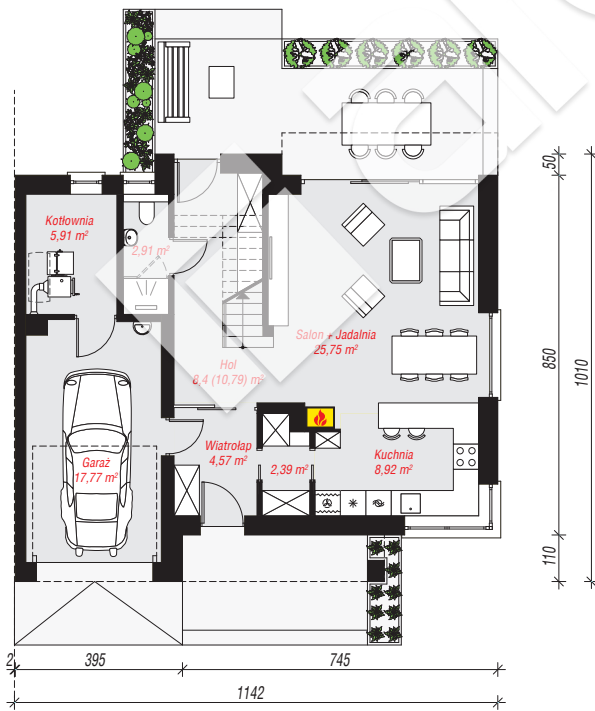 Kotłownia
5,91 m²
2,91 m²
Salon + Jadalnia
25,75 m²
Hol
8,4 (10,79) m²
Wiatrołap
4,57 m²
2,39 m²
Kuchnia
8,92 m²
Garaż
17,77 m²
50
850
1010
110
2
395
745
1142